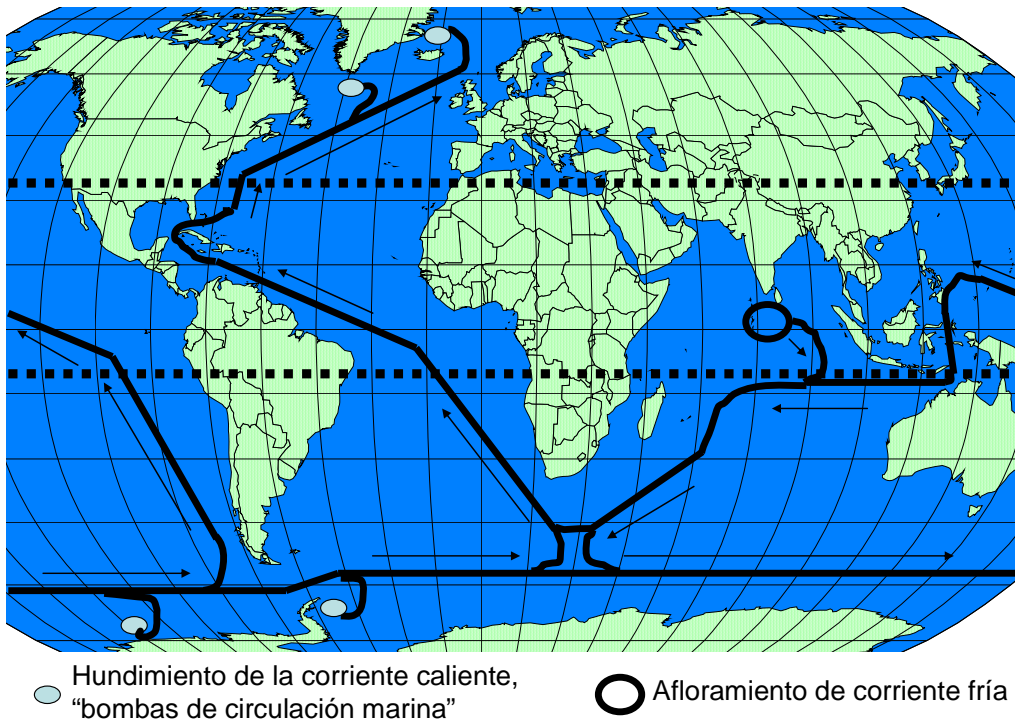 Hundimiento de la corriente caliente,
“bombas de circulación marina”
Afloramiento de corriente fría